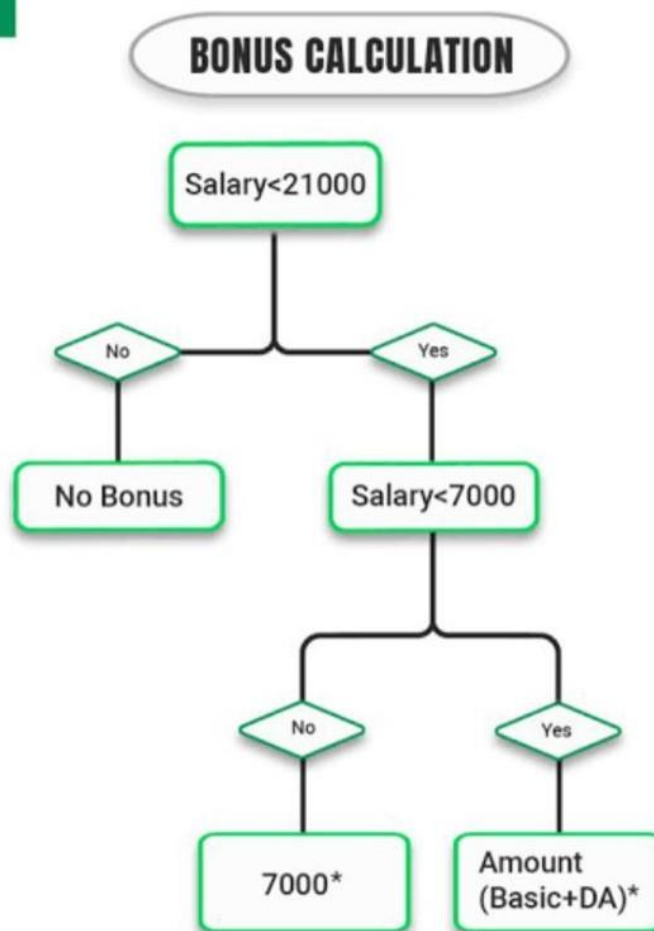 BONUS CALCULATION
Salary<21000
No
Yes
No Bonus
Salary<7000
No
Yes
7000*
Amount
(Basic+DA)*